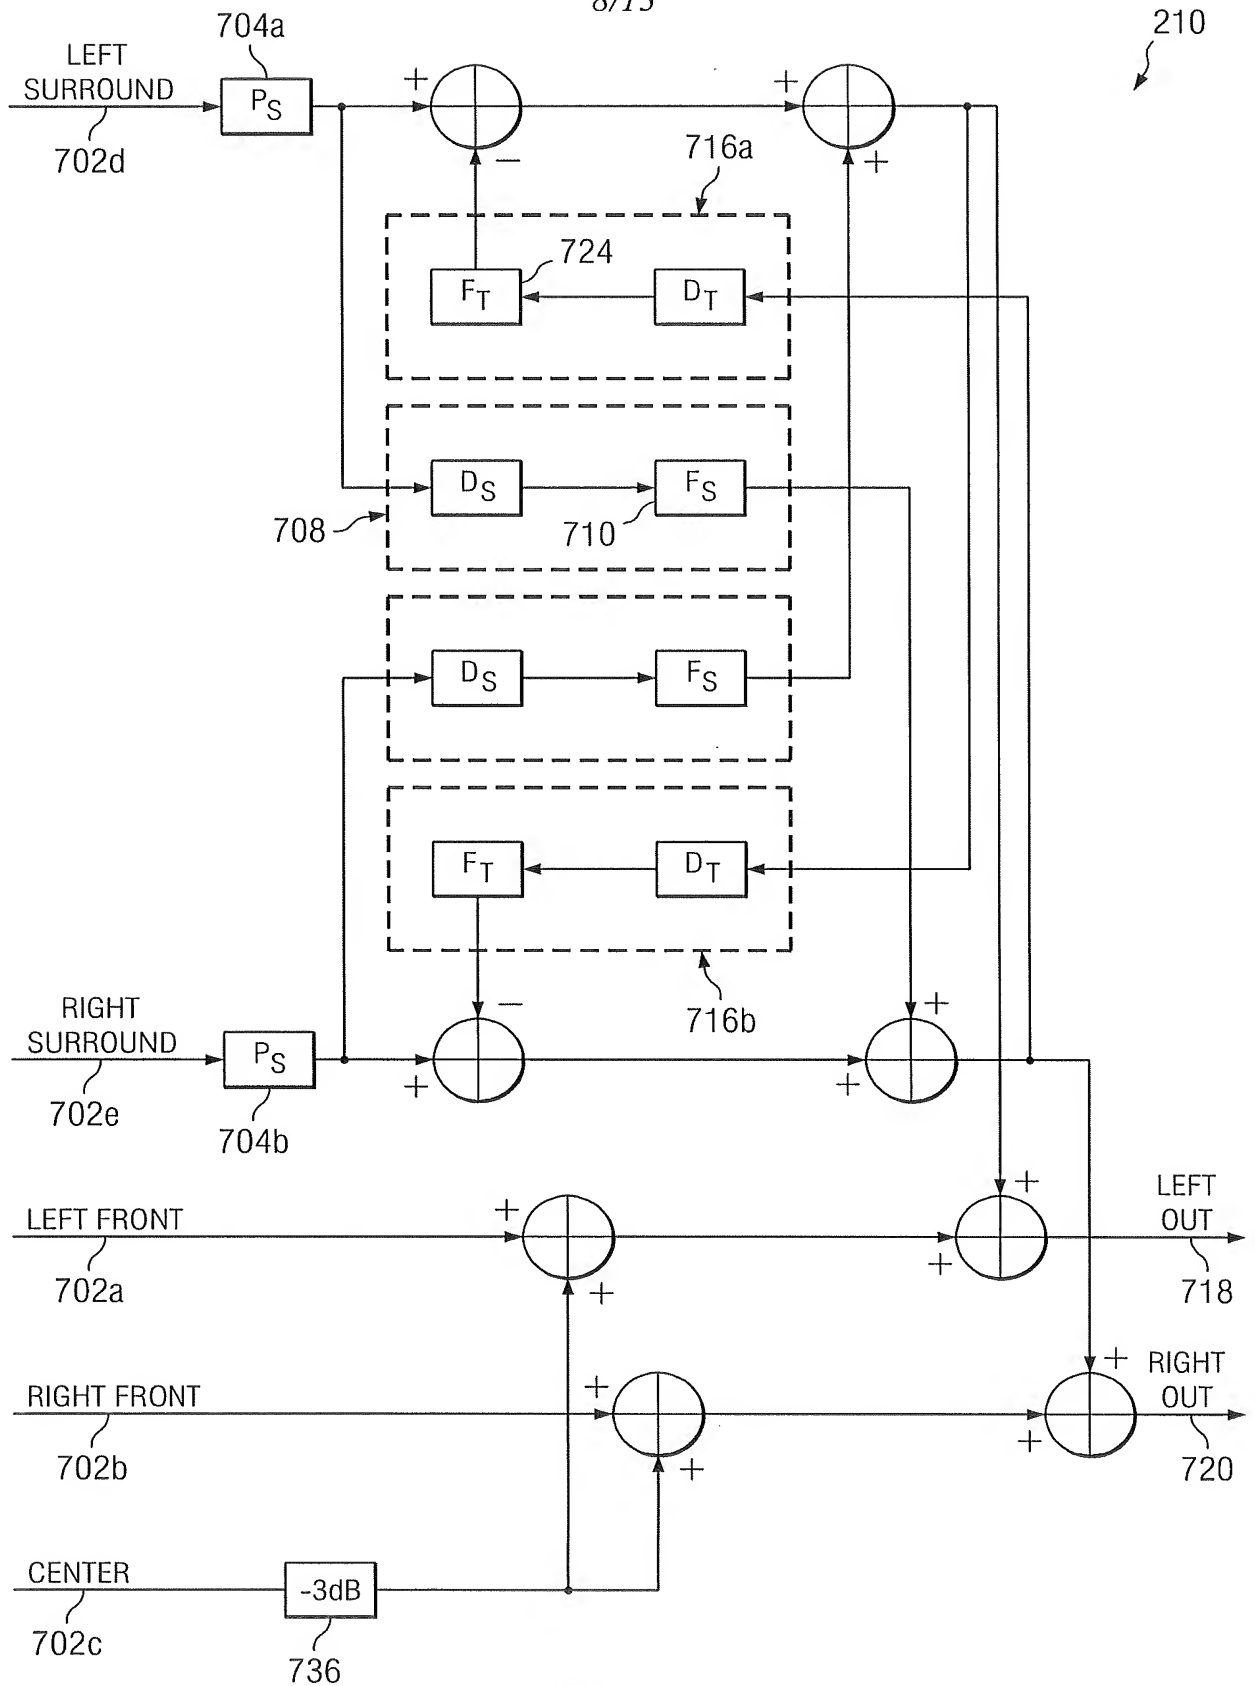 8/15
210
704a
LEFT
SURROUND
P_S
702d
+
−
+
+
716a
724
F_T
D_T
D_S
F_S
708
710
D_S
F_S
F_T
D_T
716b
RIGHT
SURROUND
P_S
702e
704b
−
+
+
+
LEFT FRONT
702a
+
+
+
+
LEFT
OUT
718
RIGHT FRONT
702b
+
+
+
+
RIGHT
OUT
720
CENTER
702c
-3dB
736